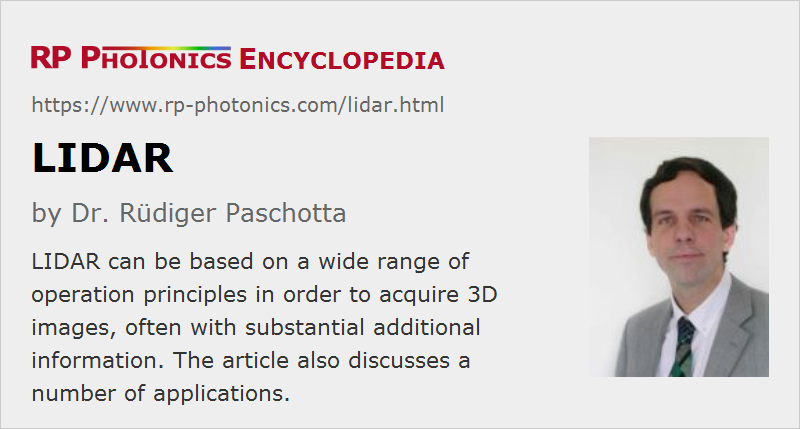 RP PHOTONICS ENCYCLOPEDIA
https://www.rp-photonics.com/lidar.html
LIDAR
by Dr. Rüdiger Paschotta
LIDAR can be based on a wide range of
operation principles in order to acquire 3D
images, often with substantial additional
information. The article also discusses a
number of applications.